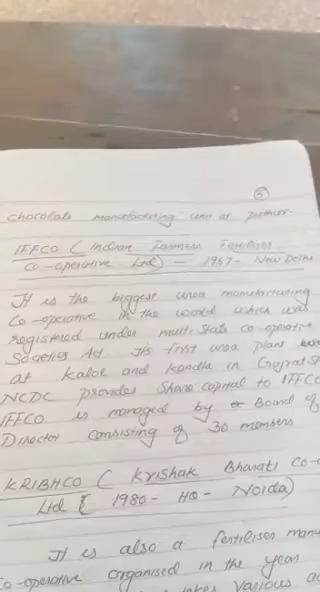 5
chocolate manufacturing unit at
IFFCO ( Indian Farmers Fertiliser
Co-operative Ltd) - 1967- New Delhi
It is the biggest urea manufacturing
Co-operative in the world which was
registered under multi State co-operative
Societies Act. Its first urea plant
at kalol and kandla in Gujrat
NCDC provides Share capital to IFFCO
IFFCO is managed by Board of
Director Consisting of 30 members
KRIBHCO ( Krishak Bharati Co-o
Ltd [ 1980- HQ- Noida)
It is also a fertiliser manu
Co-operative organised in the year
takes various ac